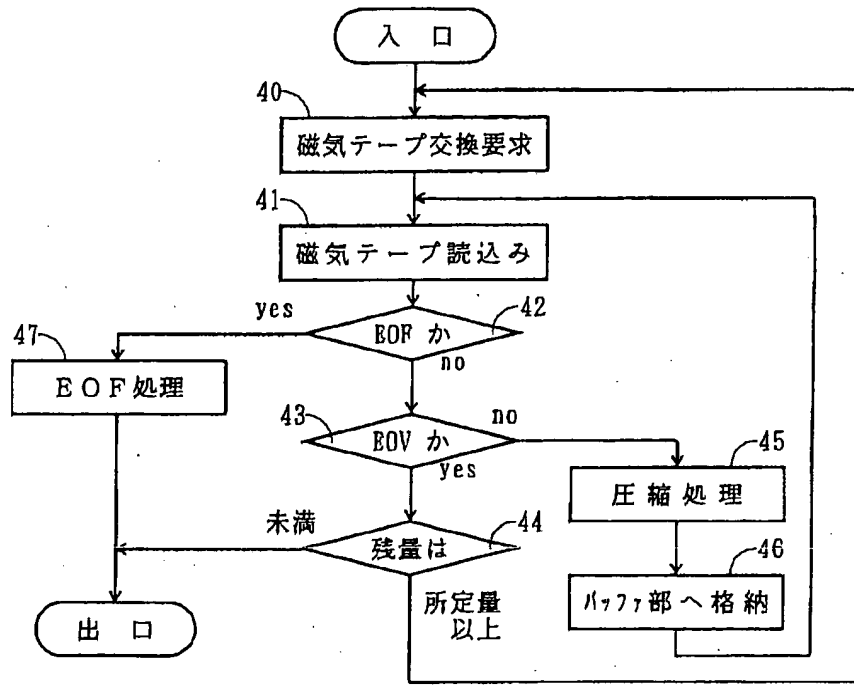 入 口
40
磁気テープ交換要求
41
磁気テープ読込み
yes
42
EOFか
no
47
EOF処理
43
EOVか
no
yes
45
圧縮処理
未満
44
残量は
46
バッファ部へ格納
所定量
以上
出 口